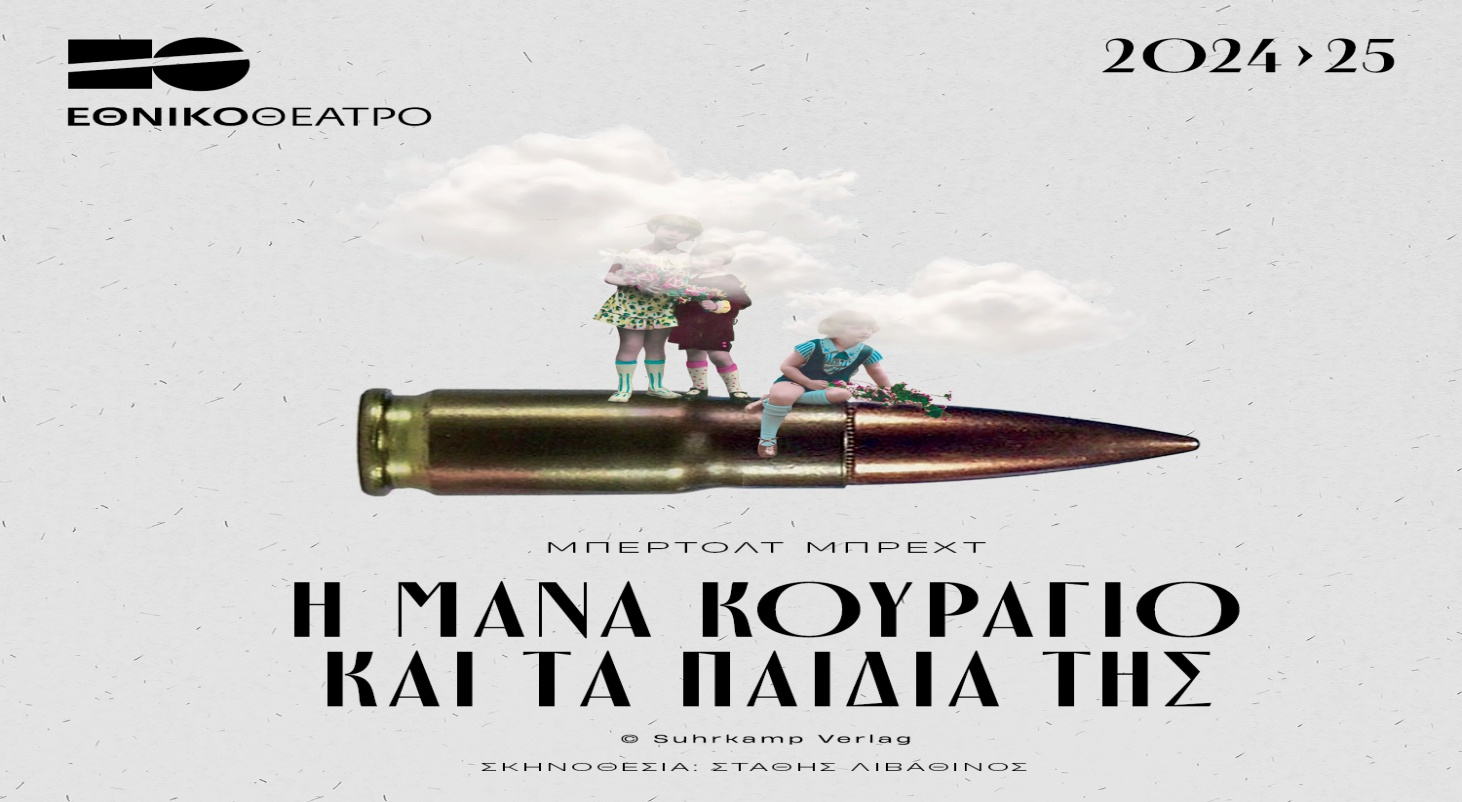 ΕΘΝΙΚΟΘΕΑΤΡΟ
2024›25
ΜΠΕΡΤΟΛΤ ΜΠΡΕΧΤ
Η ΜΑΝΑ ΚΟΥΡΑΓΙΟ
ΚΑΙ ΤΑ ΠΑΙΔΙΑ ΤΗΣ
© Suhrkamp Verlag
ΣΚΗΝΟΘΕΣΙΑ: ΣΤΑΘΗΣ ΛΙΒΑΘΙΝΟΣ